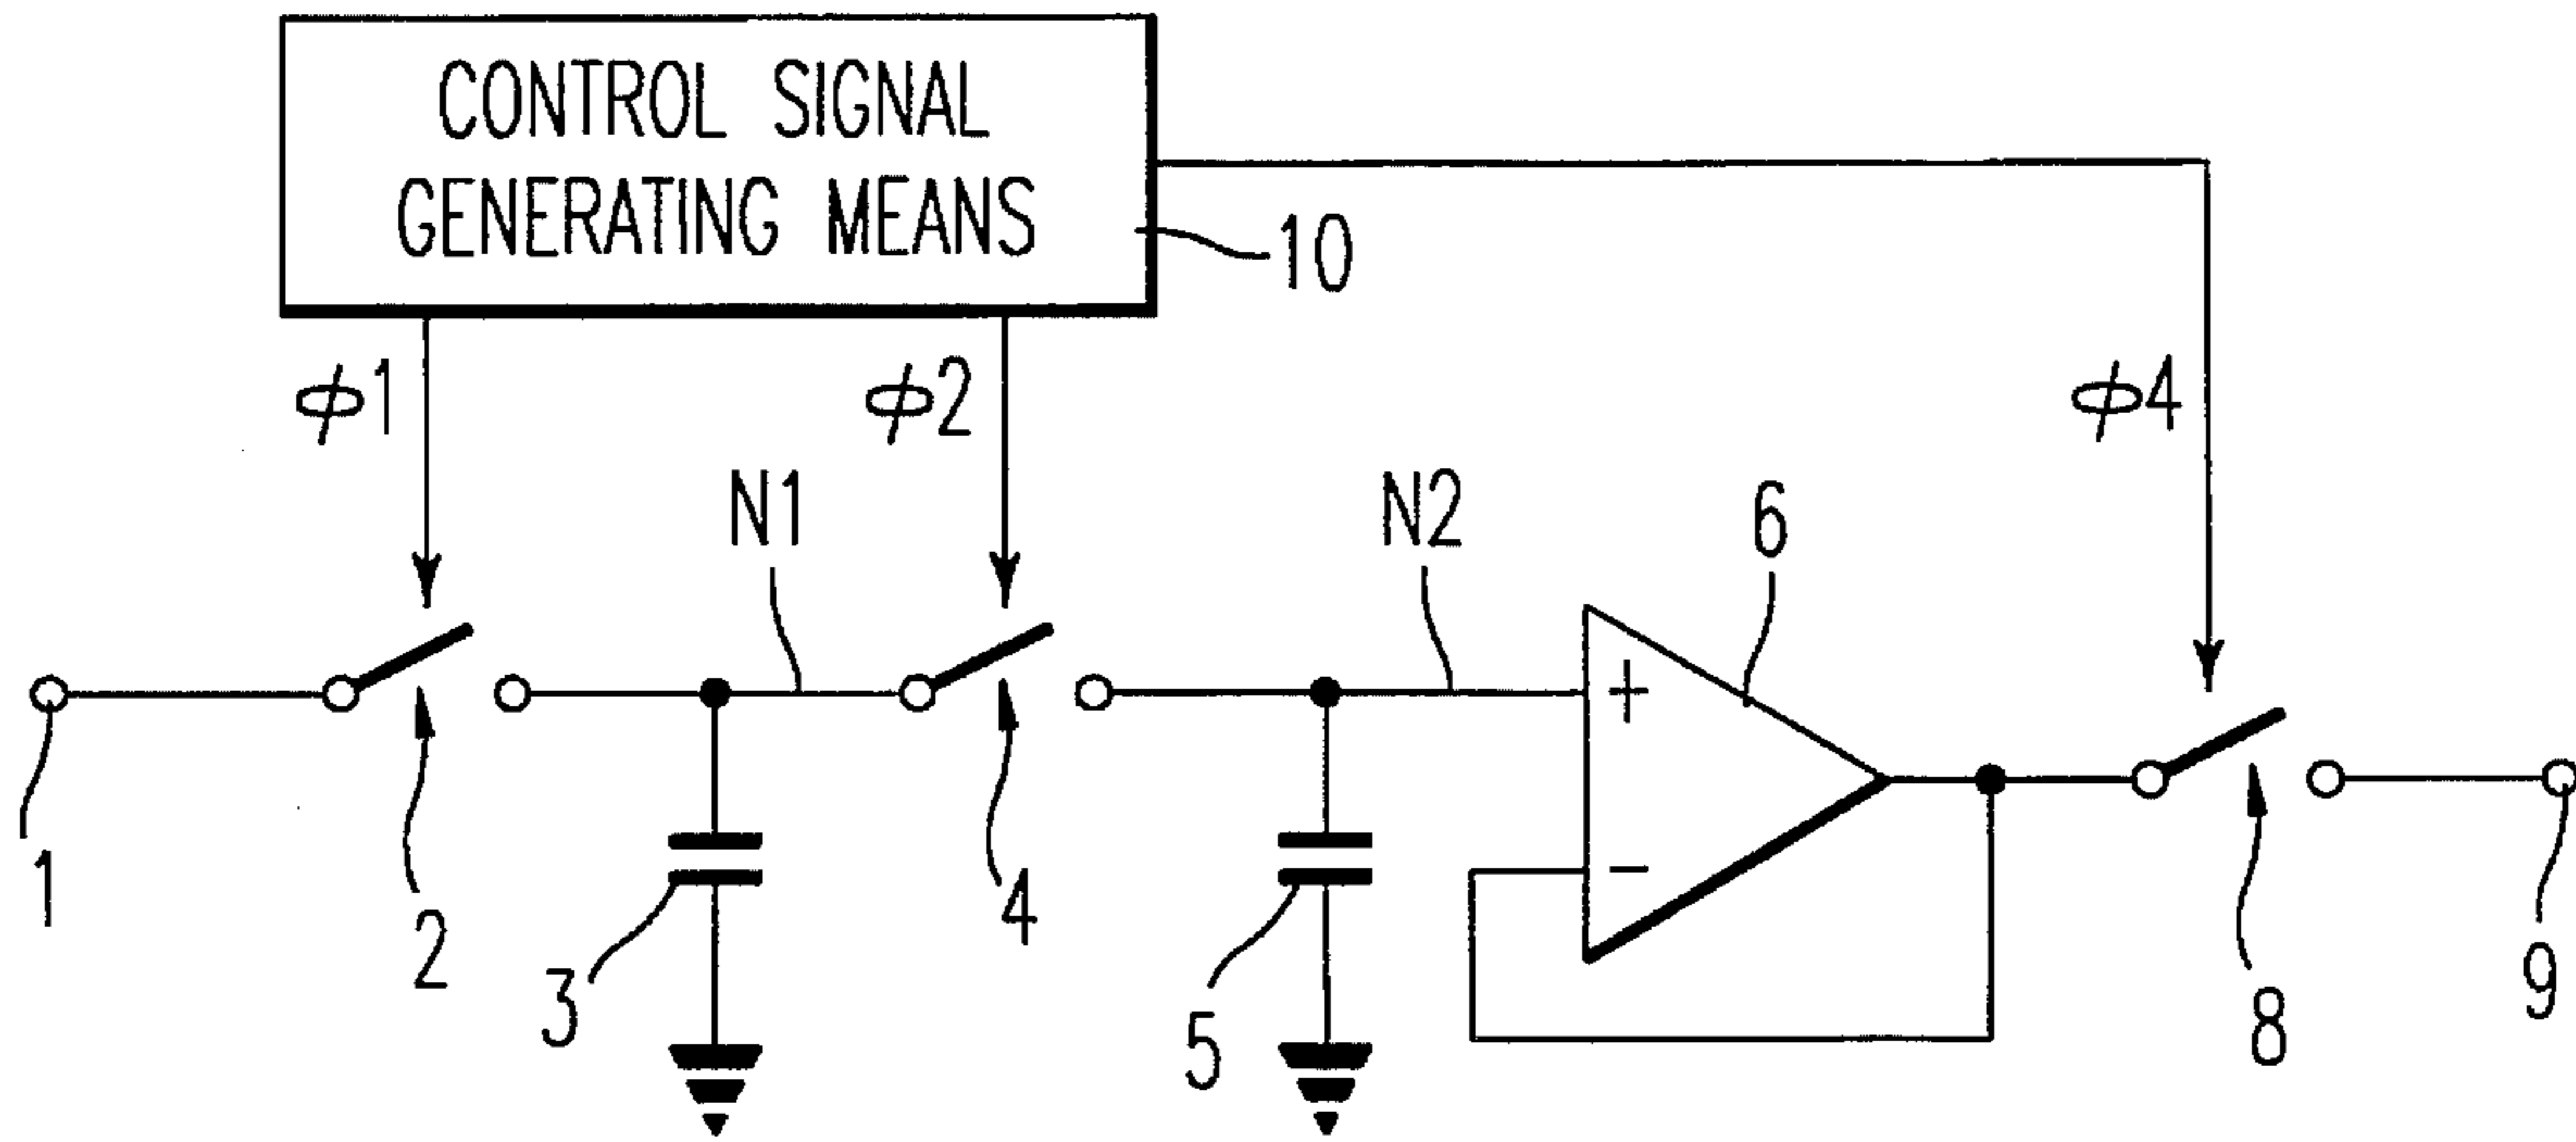 CONTROL SIGNAL
GENERATING MEANS
10
ϕ1
ϕ2
ϕ4
N1
N2
6
+
−
1
2
3
4
5
8
9